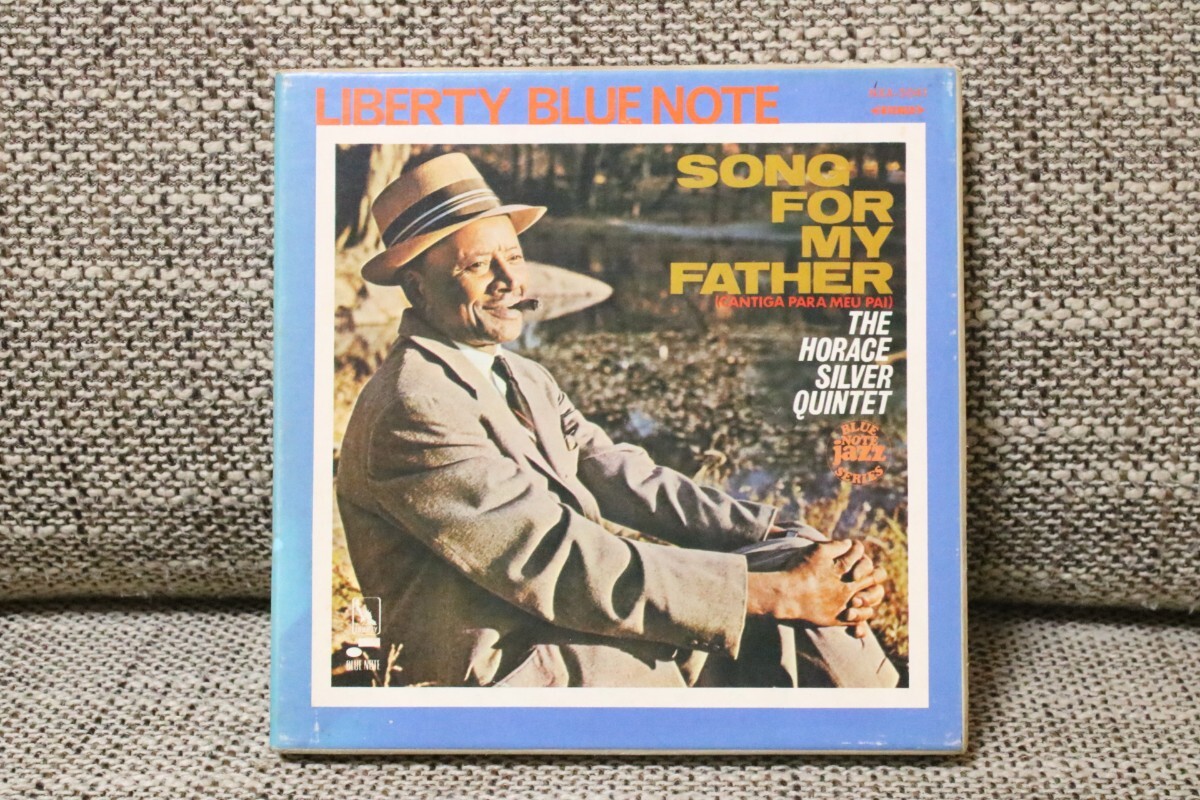 LIBERTY BLUE NOTE
SONG
FOR
MY
FATHER
(CANTIGA PARA MEU PAI)
THE
HORACE
SILVER
QUINTET
BLUE
NOTE
jazz
SERIES
BLUE NOTE